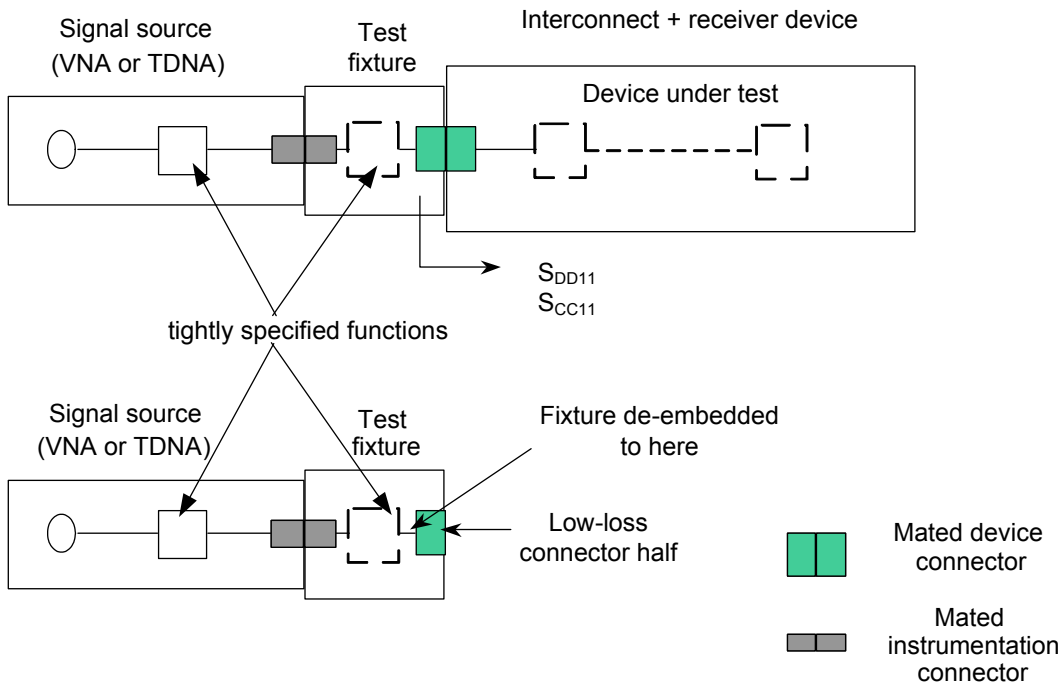 Signal source
(VNA or TDNA)
Test
fixture
Interconnect + receiver device
Device under test
SDD11
SCC11
tightly specified functions
Signal source
(VNA or TDNA)
Test
fixture
Fixture de-embedded
to here
Low-loss
connector half
Mated device
connector
Mated
instrumentation
connector